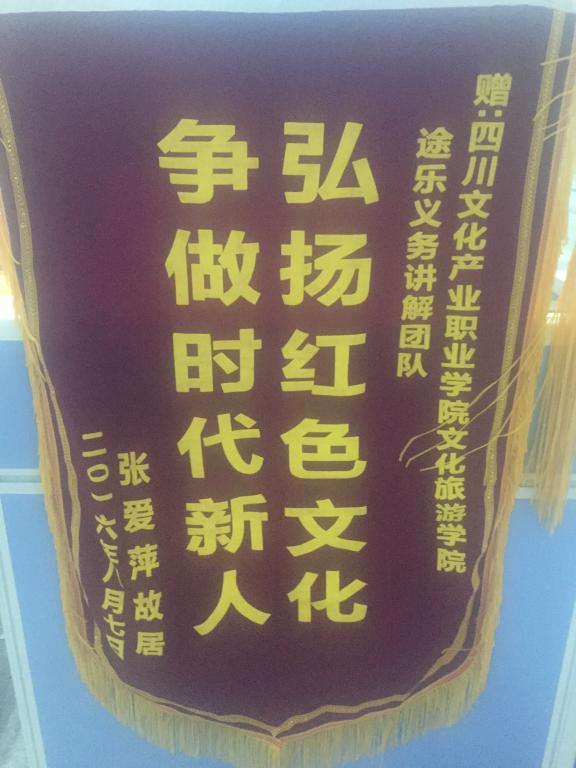 赠:四川文化产业职业学院文化旅游学院
途乐义务讲解团队
弘扬红色文化
争做时代新人
张爱萍故居
二〇一六年八月七日